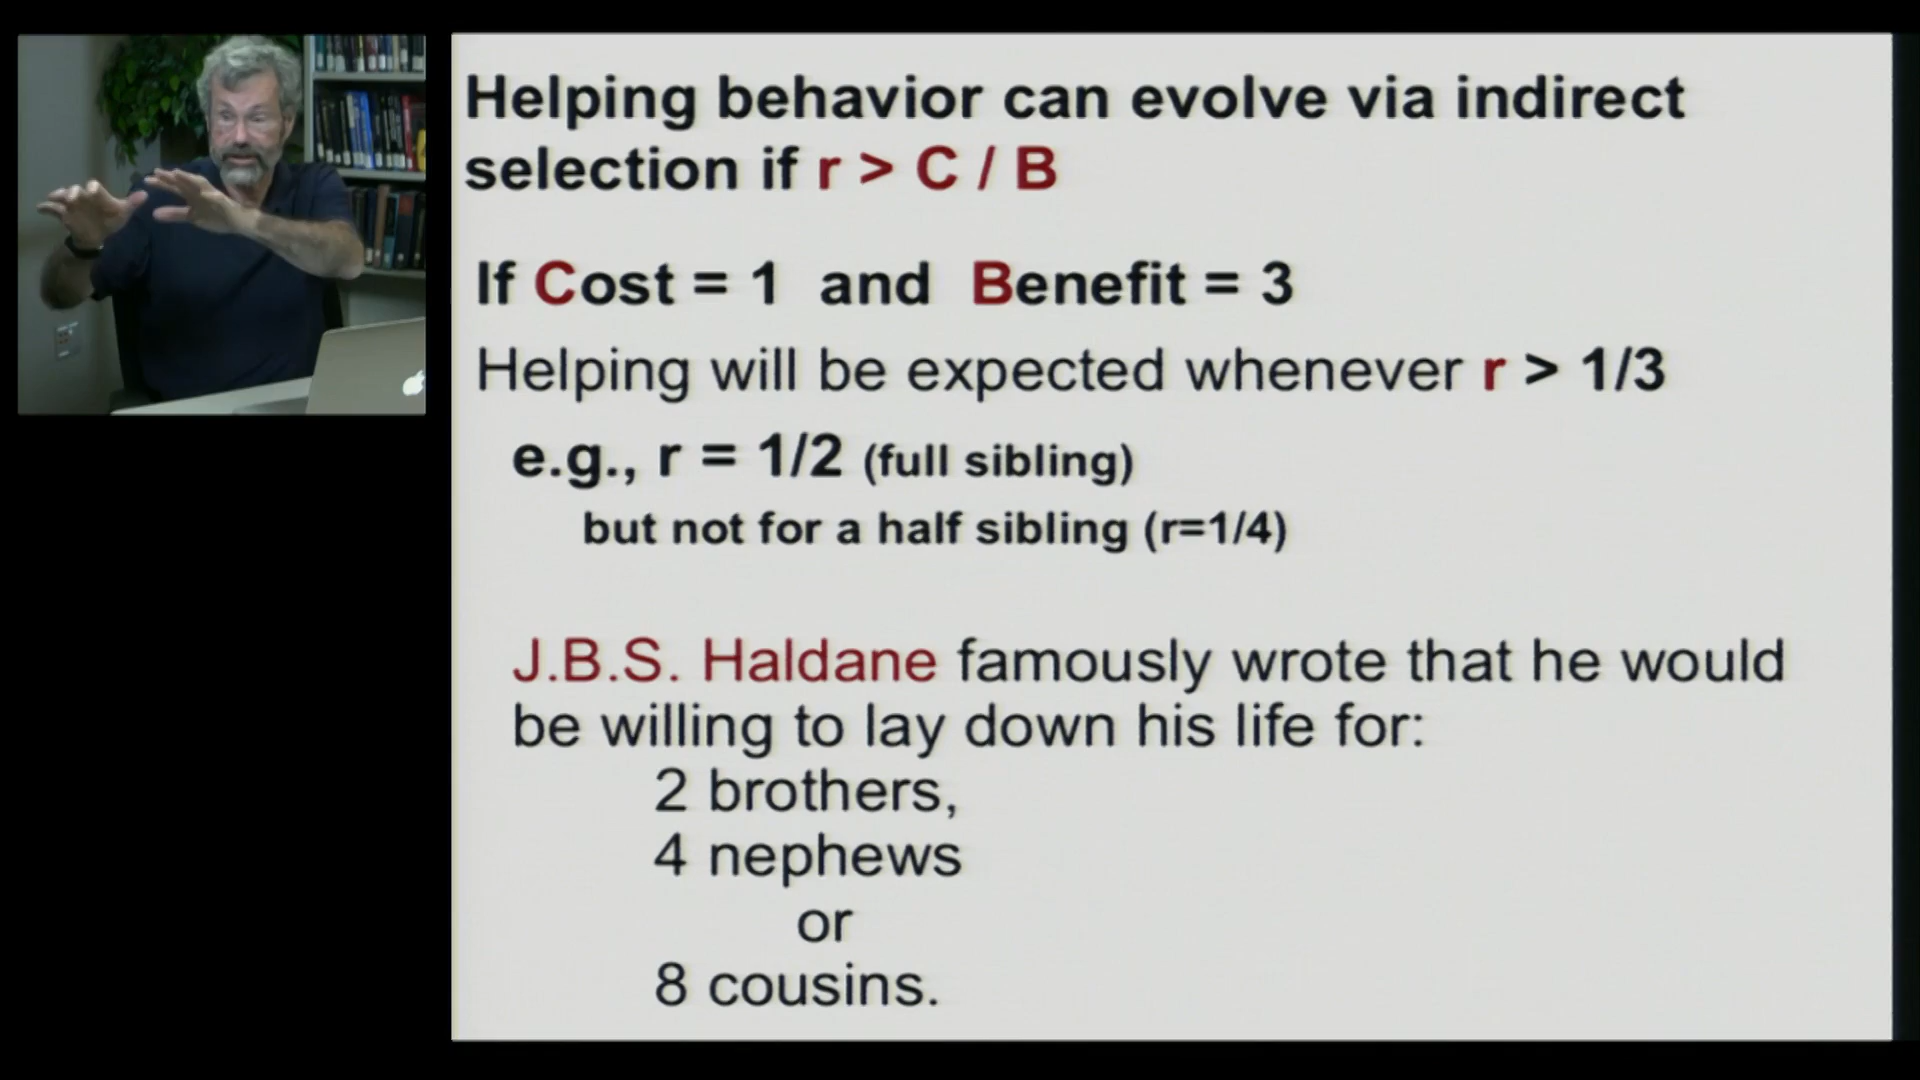 Helping behavior can evolve via indirect
selection if r > C / B
If Cost = 1 and Benefit = 3
Helping will be expected whenever r > 1/3
e.g., r = 1/2 (full sibling)
but not for a half sibling (r=1/4)
J.B.S. Haldane famously wrote that he would
be willing to lay down his life for:
2 brothers,
4 nephews
or
8 cousins.